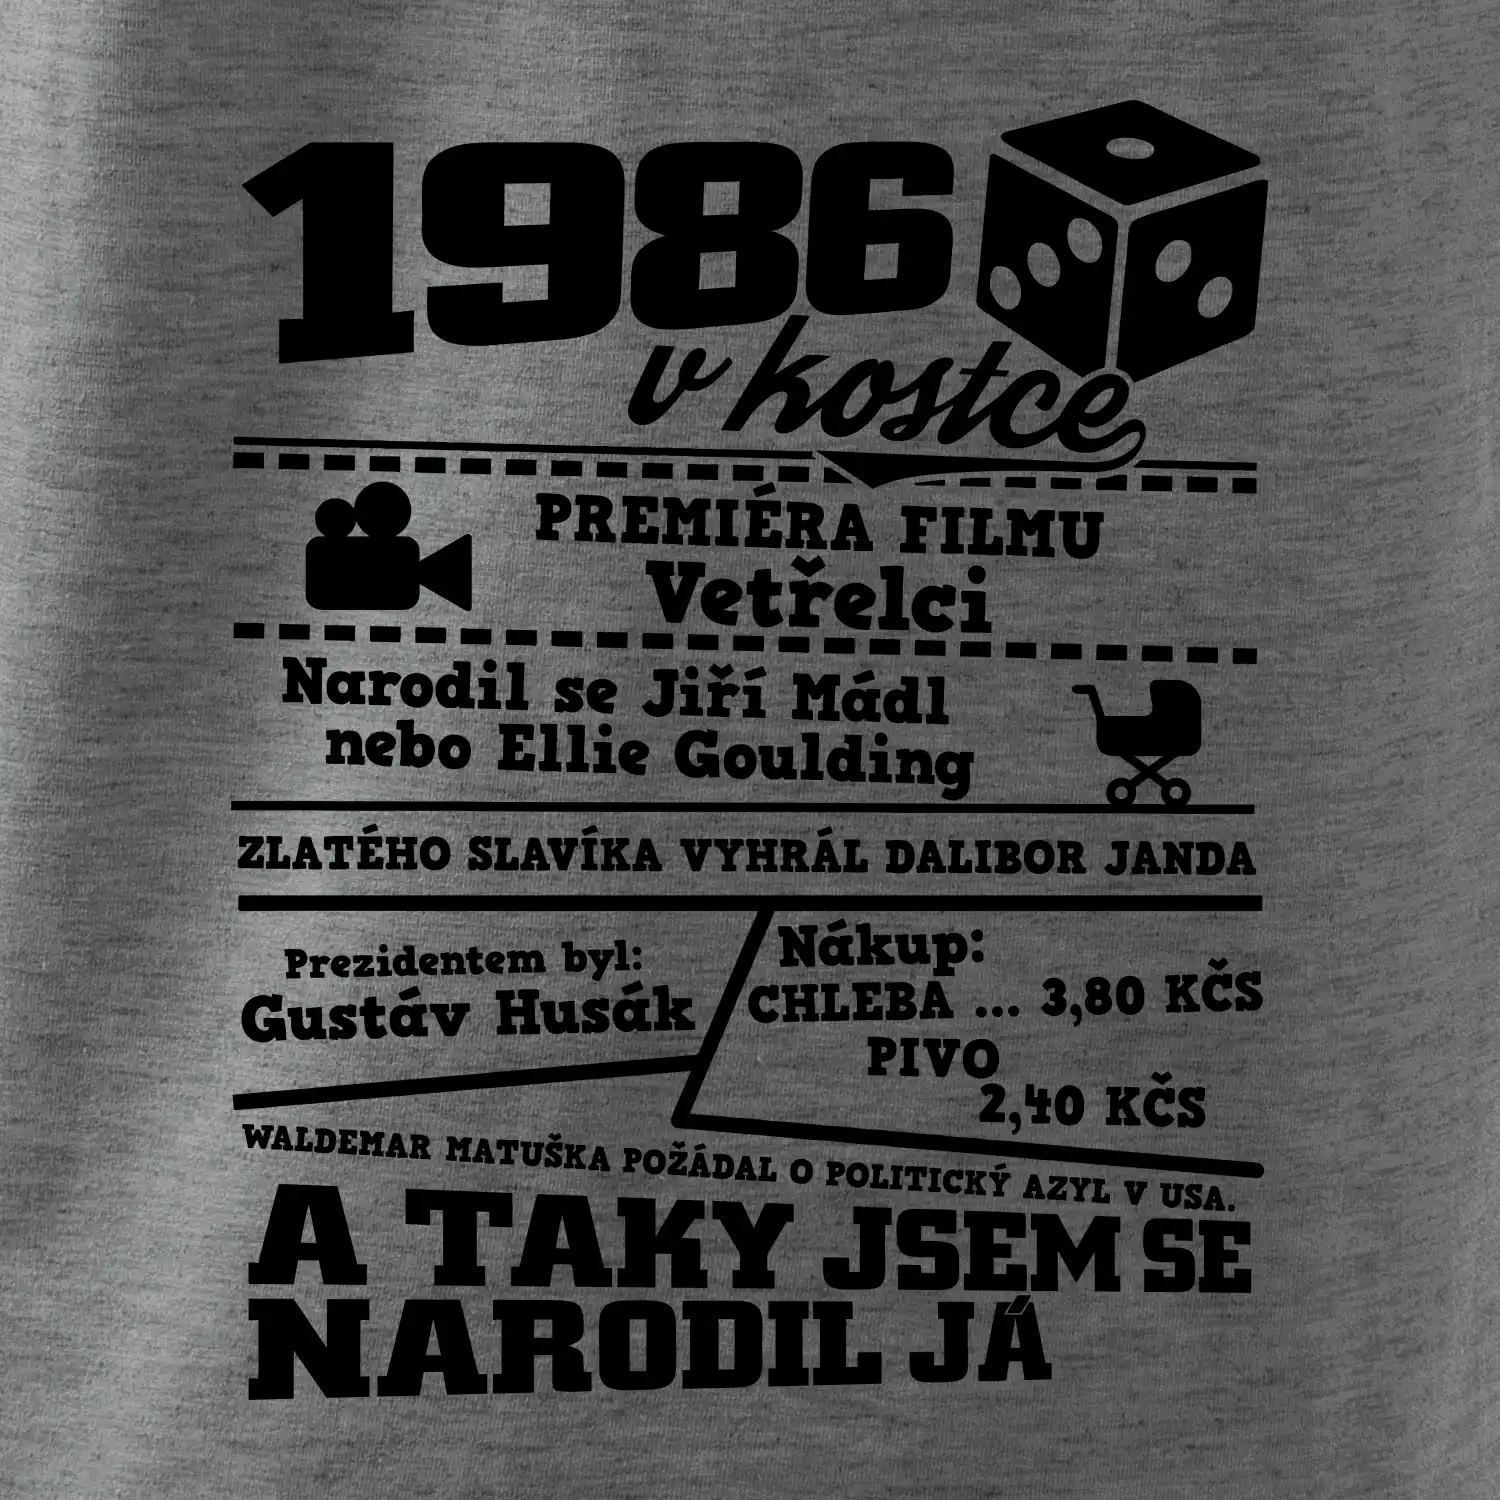 1986
v kostce
PREMIÉRA FILMU
Vetřelci
Narodil se Jiří Mádl
nebo Ellie Goulding
ZLATÉHO SLAVÍKA VYHRÁL DALIBOR JANDA
Prezidentem byl:
Gustáv Husák
Nákup:
CHLEBA ... 3,80 KČS
PIVO
2,40 KČS
WALDEMAR MATUŠKA POŽÁDAL O POLITICKÝ AZYL V USA.
A TAKY JSEM SE
NARODIL JÁ